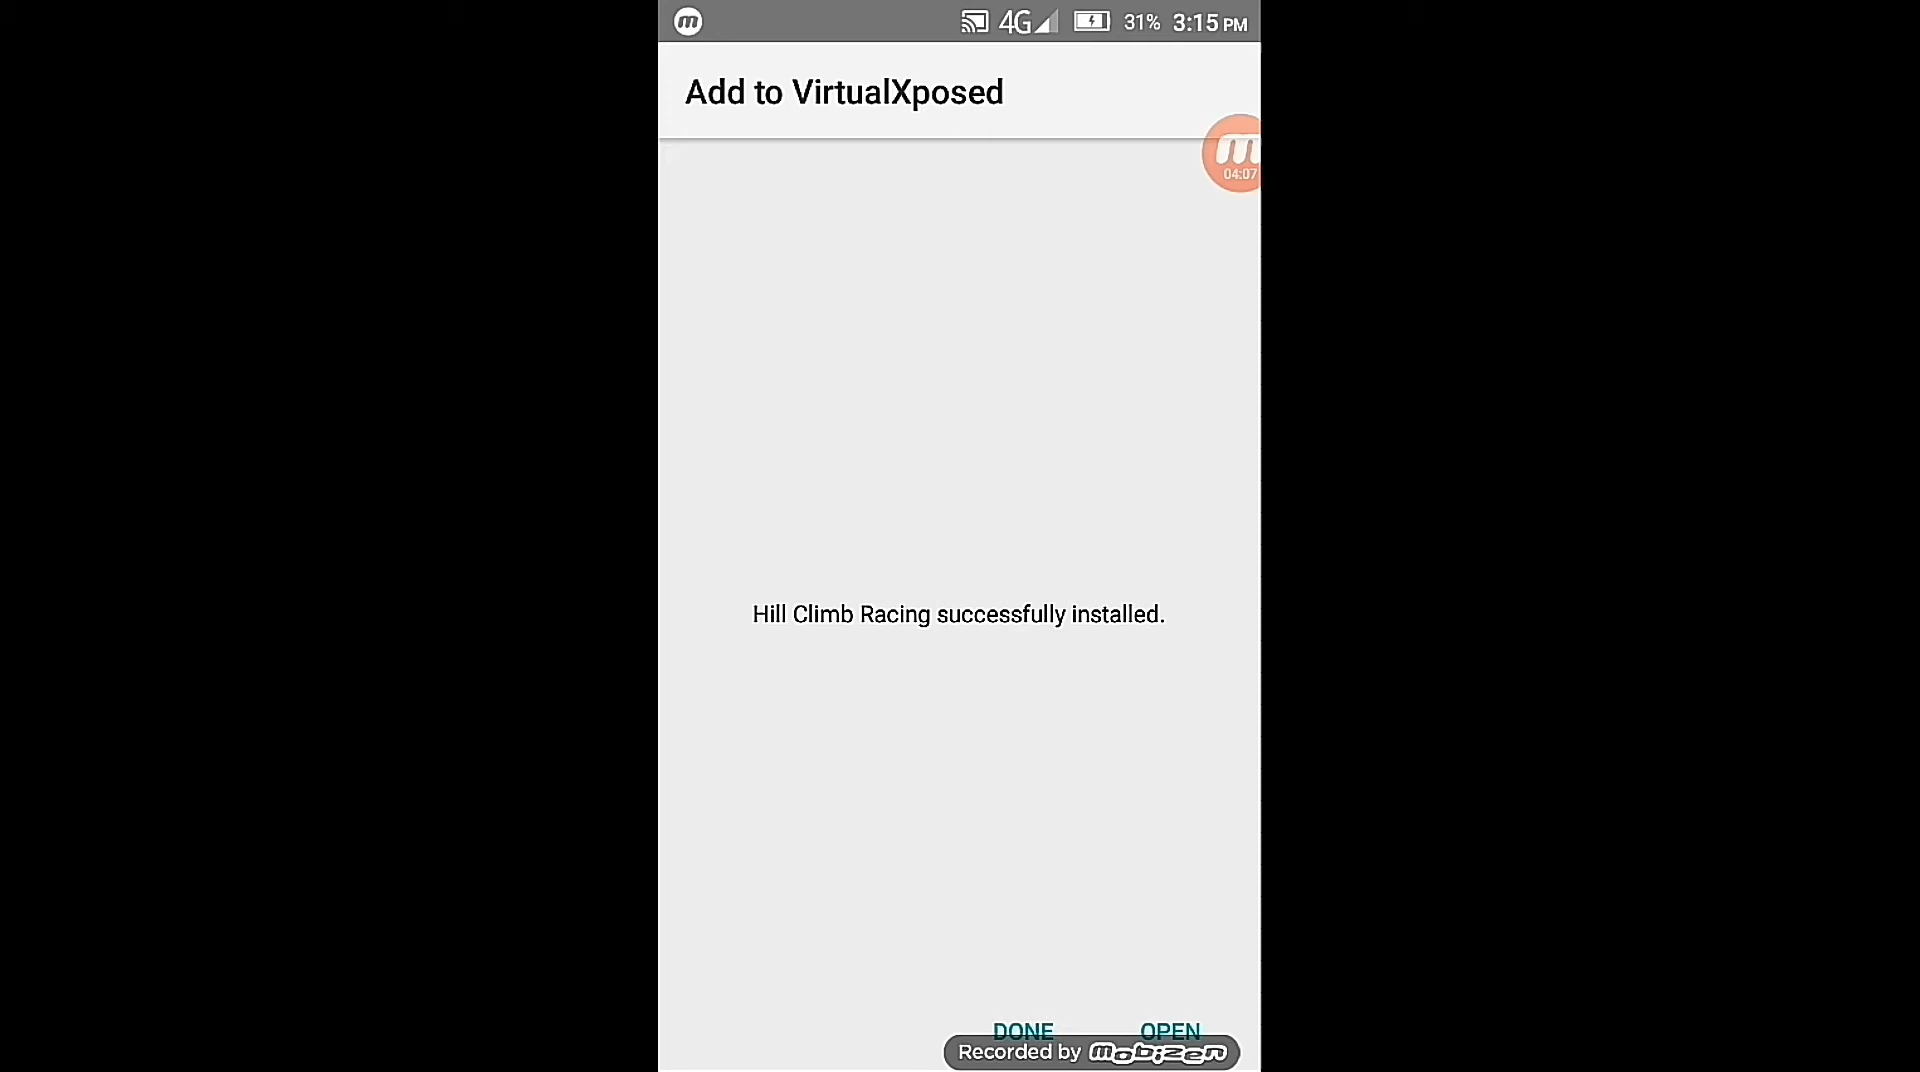 m 4G 31% 3:15 PM
Add to VirtualXposed
m
04:07
Hill Climb Racing successfully installed.
DONE OPEN
Recorded by mobizen